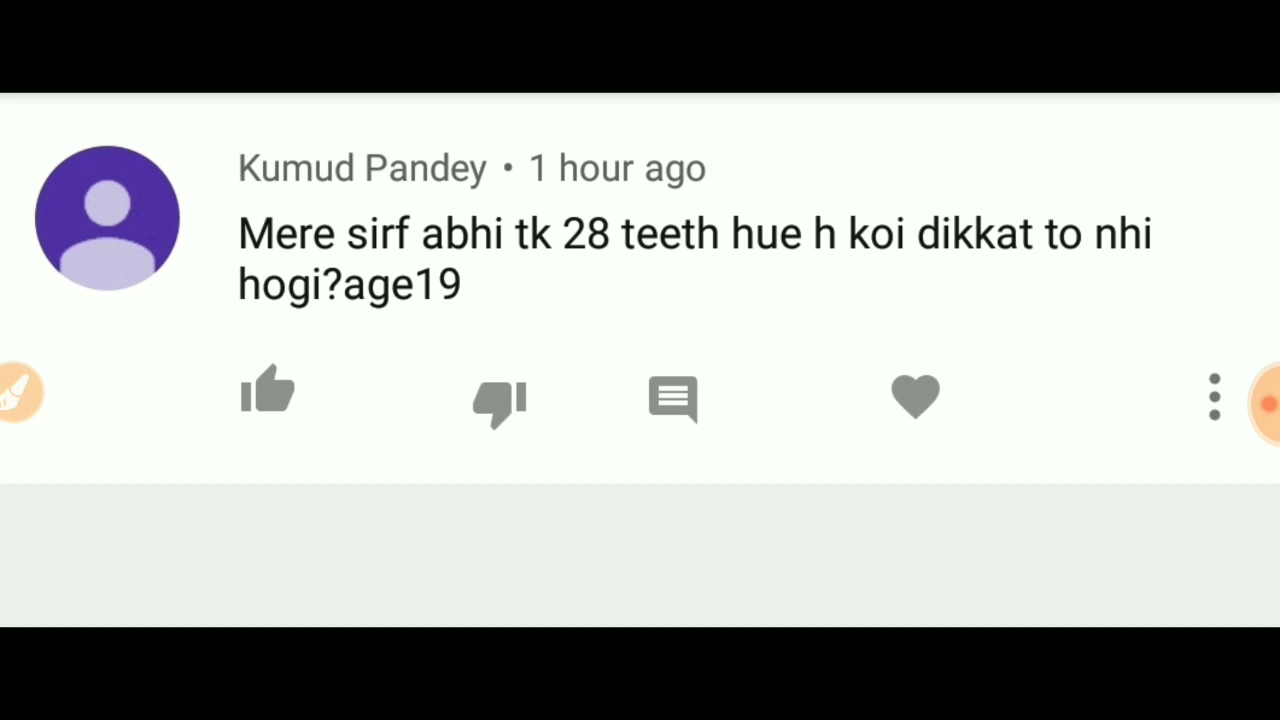 Kumud Pandey • 1 hour ago
Mere sirf abhi tk 28 teeth hue h koi dikkat to nhi
hogi?age19